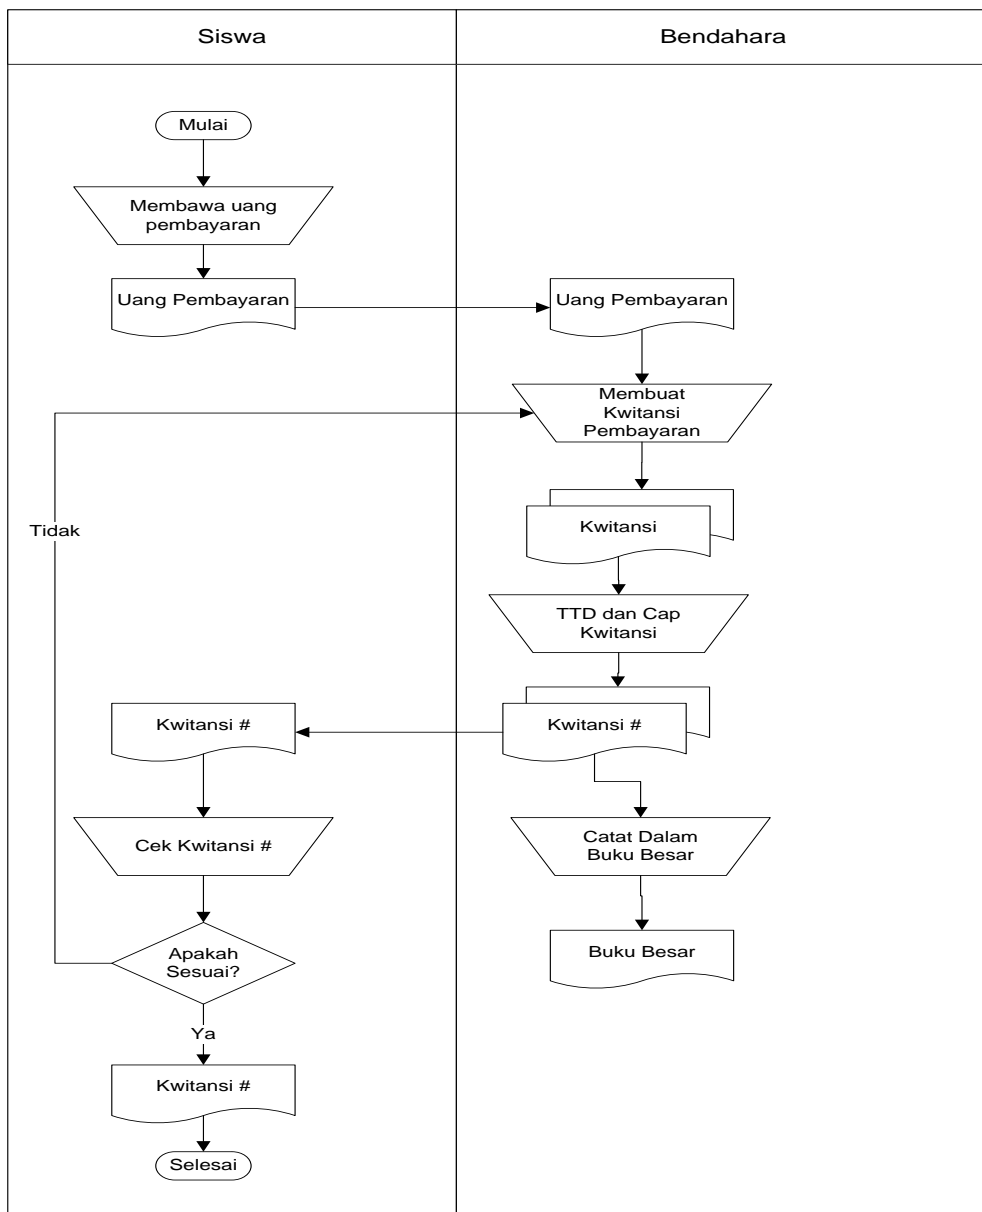 Siswa
Bendahara
Mulai
Membawa uang
pembayaran
Uang Pembayaran
Uang Pembayaran
Membuat
Kwitansi
Pembayaran
Tidak
Kwitansi
TTD dan Cap
Kwitansi
Kwitansi #
Kwitansi #
Cek Kwitansi #
Catat Dalam
Buku Besar
Apakah
Sesuai?
Buku Besar
Ya
Kwitansi #
Selesai